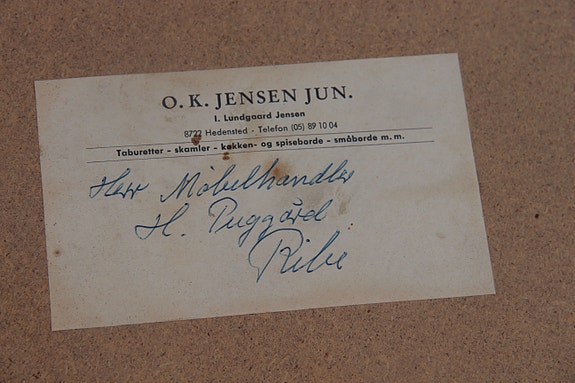 O. K. JENSEN JUN.
I. Lundgaard Jensen
8722 Hedensted - Telefon (05) 89 10 04
Taburetter - skamler - køkken- og spiseborde - småborde m. m.
Herr Møbelhandler
H. Puggård
Ribe